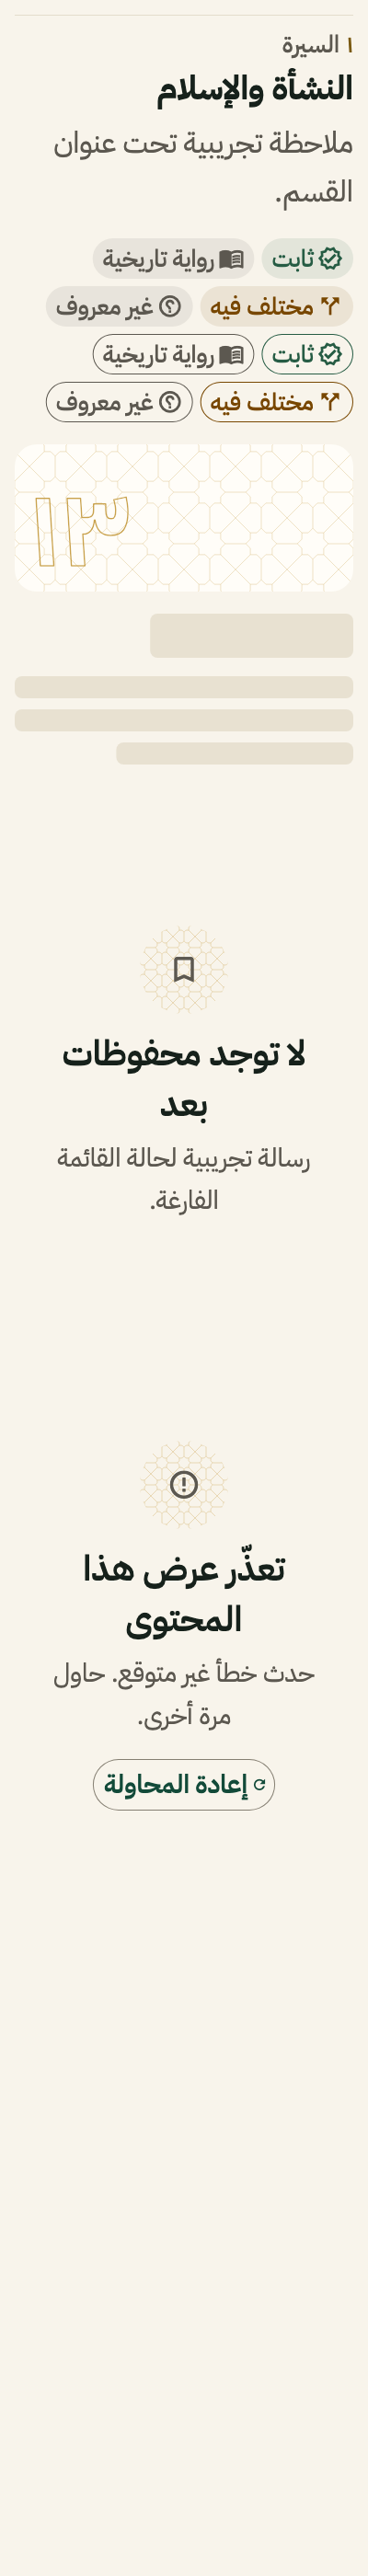 ١ السيرة
النشأة والإسلام
ملاحظة تجريبية تحت عنوان
القسم.
ثابت رواية تاريخية
مختلف فيه غير معروف
ثابت رواية تاريخية
مختلف فيه غير معروف
١٣
لا توجد محفوظات
بعد
رسالة تجريبية لحالة القائمة
الفارغة.
تعذّر عرض هذا
المحتوى
حدث خطأ غير متوقع. حاول
مرة أخرى.
إعادة المحاولة